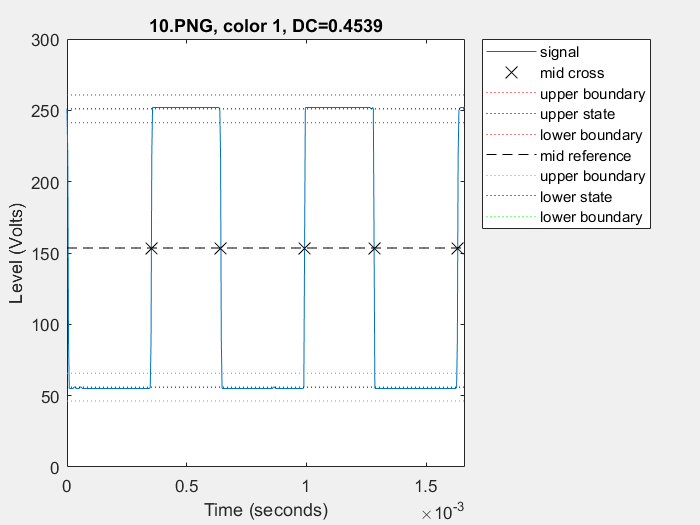 10.PNG, color 1, DC=0.4539
300
250
200
150
100
50
0
Level (Volts)
0 0.5 1 1.5
Time (seconds)
×10-3
signal
mid cross
upper boundary
upper state
lower boundary
mid reference
upper boundary
lower state
lower boundary